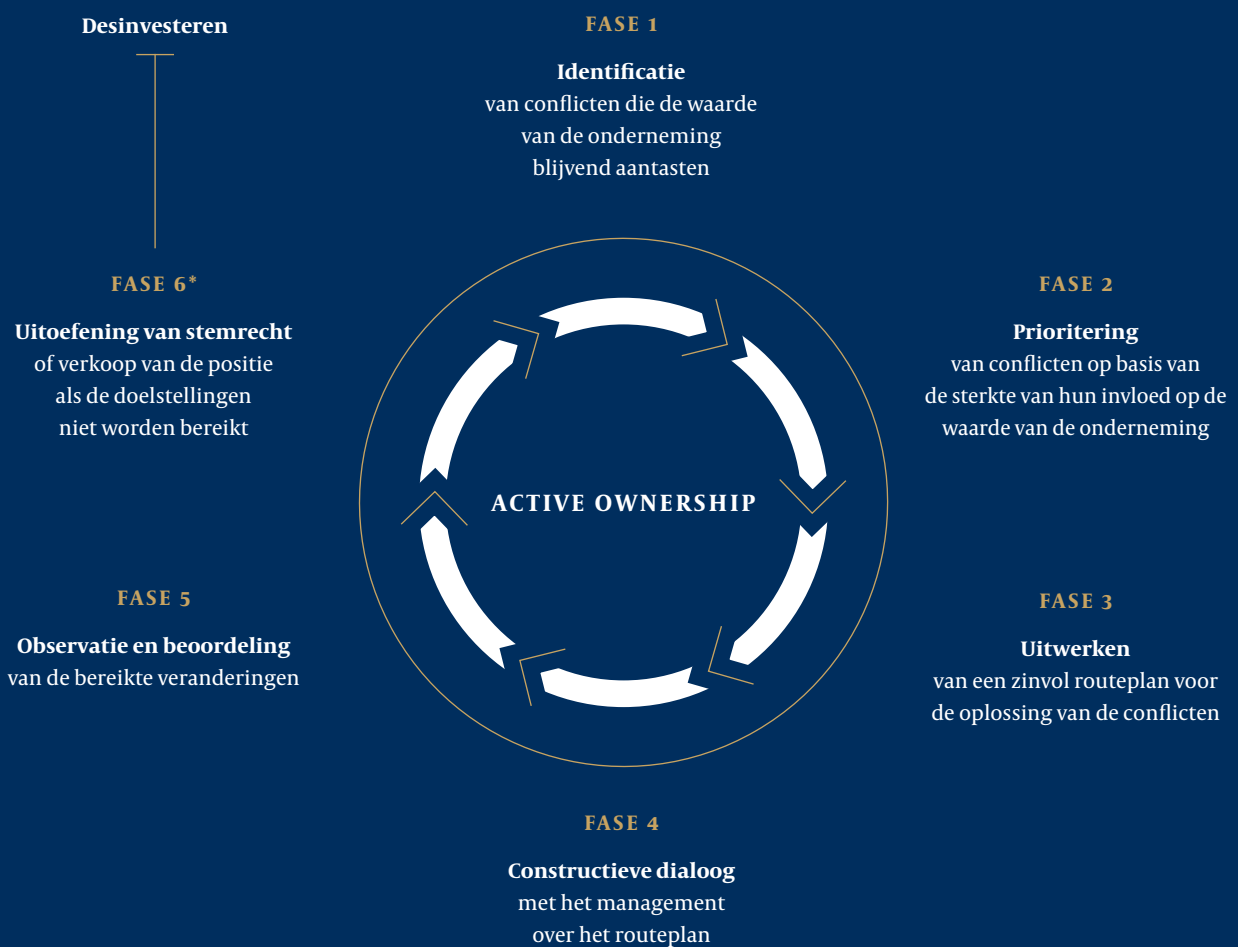 Desinvesteren
FASE 1
Identificatie
van conflicten die de waarde
van de onderneming
blijvend aantasten
FASE 2
Prioritering
van conflicten op basis van
de sterkte van hun invloed op de
waarde van de onderneming
FASE 3
Uitwerken
van een zinvol routeplan voor
de oplossing van de conflicten
FASE 4
Constructieve dialoog
met het management
over het routeplan
FASE 5
Observatie en beoordeling
van de bereikte veranderingen
FASE 6*
Uitoefening van stemrecht
of verkoop van de positie
als de doelstellingen
niet worden bereikt
ACTIVE OWNERSHIP